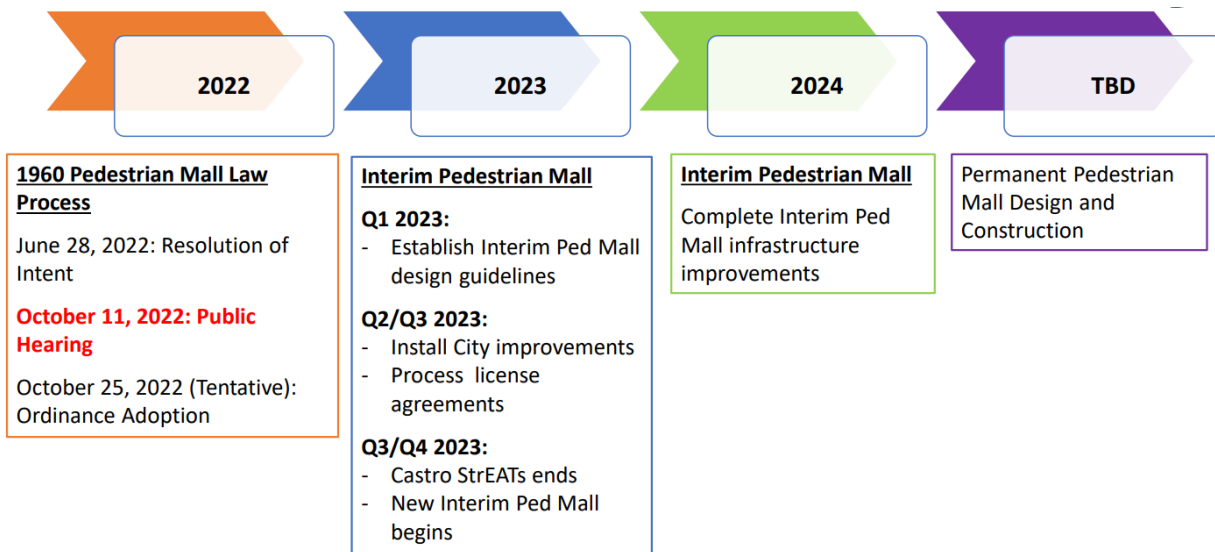 2022
1960 Pedestrian Mall Law
Process
June 28, 2022: Resolution of
Intent
October 11, 2022: Public
Hearing
October 25, 2022 (Tentative):
Ordinance Adoption
2023
Interim Pedestrian Mall
Q1 2023:
- Establish Interim Ped Mall
design guidelines
Q2/Q3 2023:
- Install City improvements
- Process license
agreements
Q3/Q4 2023:
- Castro StrEATs ends
- New Interim Ped Mall
begins
2024
Interim Pedestrian Mall
Complete Interim Ped
Mall infrastructure
improvements
TBD
Permanent Pedestrian
Mall Design and
Construction